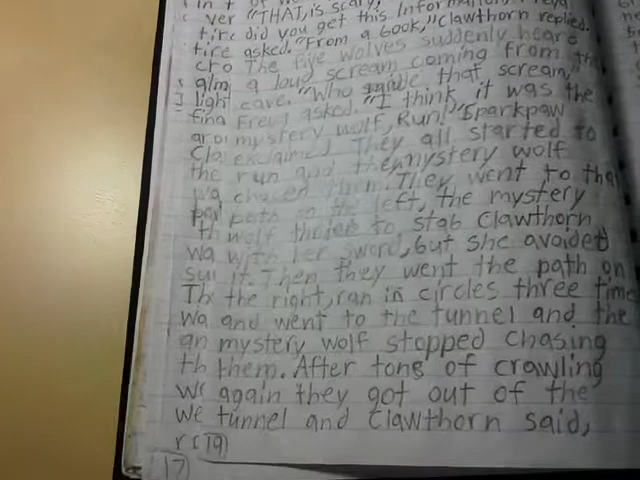 ver "THAT, is scary,
did you get this information, Freya
asked. "From a book," Clawthorn replied.
The five wolves suddenly heare
a loud scream coming from the
cave. "Who made that scream,"
Freya asked. "I think it was the
mystery wolf, Run!" Sparkpaw
exclaimed. They all started to
run and the mystery wolf
chased them. They went to the
path on the left, the mystery
wolf to stab Clawthorn
with her sword, but she avoided
it. Then they went the path on
the right, ran in circles three time
and went to the tunnel and the
mystery wolf stopped chasing
them. After tons of crawling
again they got out of the
tunnel and Clawthorn said,
(19)
17